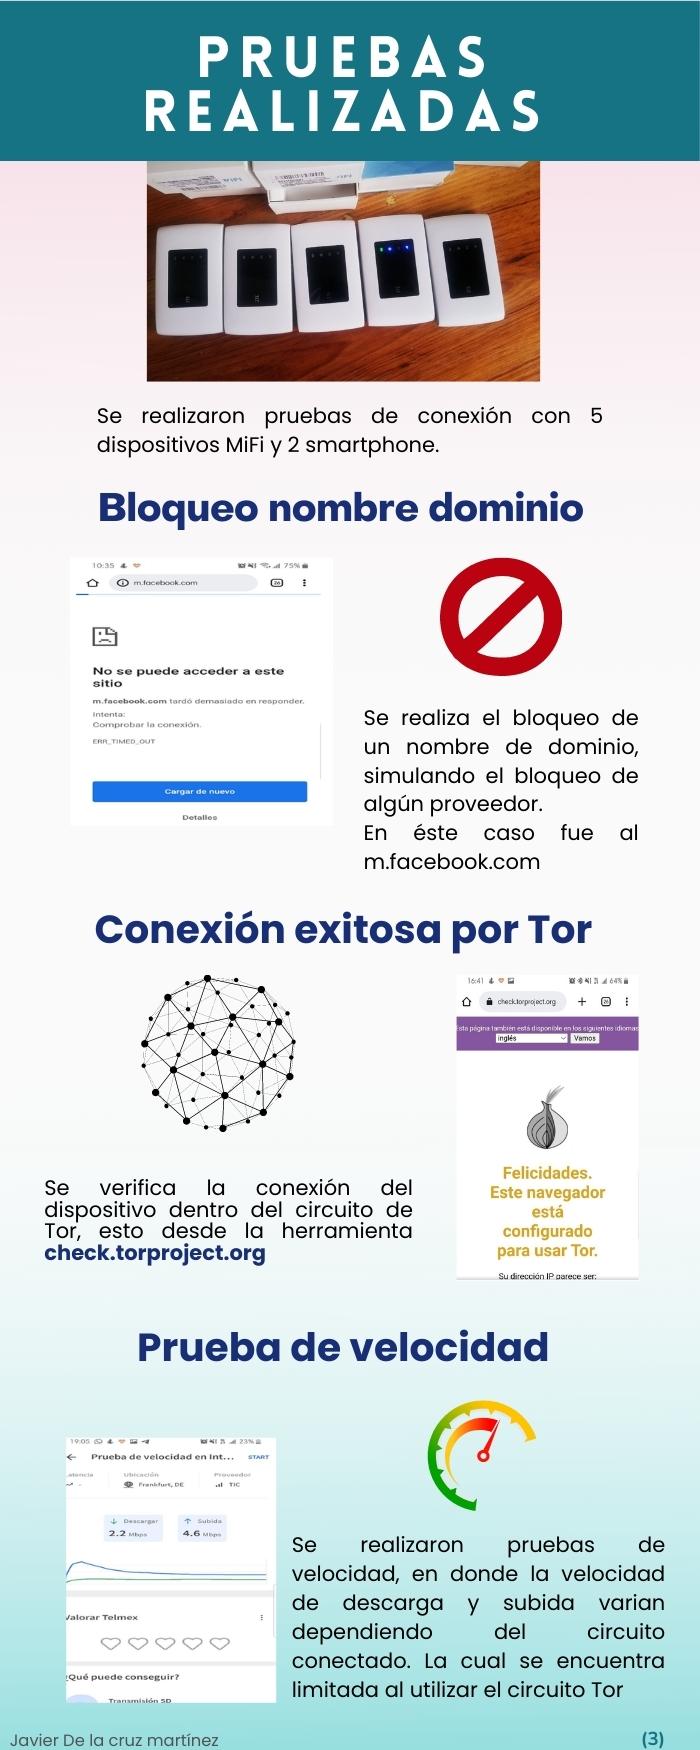 PRUEBAS
REALIZADAS
Se realizaron pruebas de conexión con 5
dispositivos MiFi y 2 smartphone.
Bloqueo nombre dominio
10:35
75%
m.facebook.com
26
No se puede acceder a este
sitio
m.facebook.com tardó demasiado en responder.
Intenta:
Comprobar la conexión.
ERR_TIMED_OUT
Cargar de nuevo
Detalles
Se realiza el bloqueo de
un nombre de dominio,
simulando el bloqueo de
algún proveedor.
En éste caso fue al
m.facebook.com
Conexión exitosa por Tor
16:41
64%
check.torproject.org
26
Esta página también está disponible en los siguientes idiomas
inglés
Vamos
Felicidades.
Este navegador
está
configurado
para usar Tor.
Su dirección IP parece ser:
Se verifica la conexión del
dispositivo dentro del circuito de
Tor, esto desde la herramienta
check.torproject.org
Prueba de velocidad
19:05
23%
Prueba de velocidad en Int...
START
Ubicación
Proveedor
Frankfurt, DE
TIC
Descargar
Subida
2.2 Mbps
4.6 Mbps
Valorar Telmex
¿Qué puede conseguir?
Transmisión SD
Se realizaron pruebas de
velocidad, en donde la velocidad
de descarga y subida varian
dependiendo del circuito
conectado. La cual se encuentra
limitada al utilizar el circuito Tor
Javier De la cruz martínez
(3)